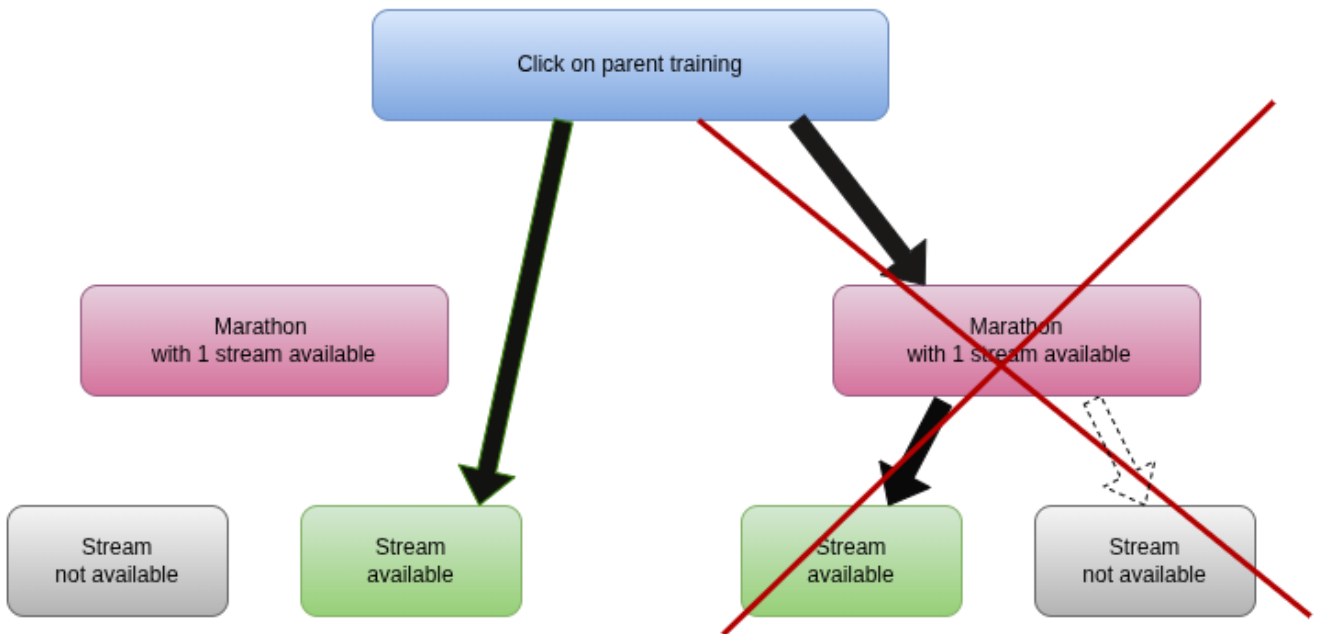 Click on parent training
Marathon
with 1 stream available
Marathon
with 1 stream available
Stream
not available
Stream
available
Stream
available
Stream
not available